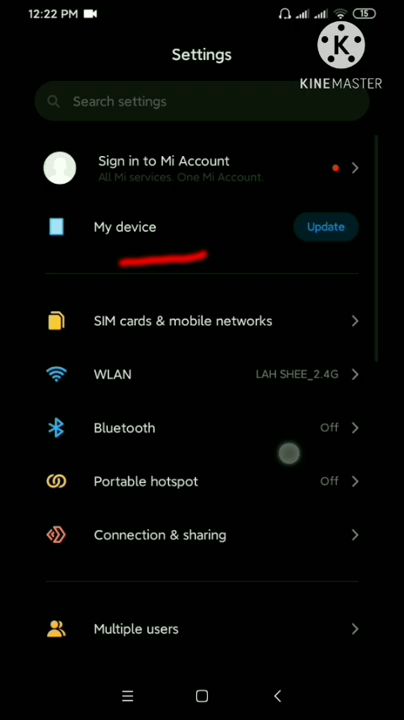 12:22 PM
15
K
KINEMASTER
Settings
Search settings
Sign in to Mi Account
All Mi services. One Mi Account.
My device
Update
SIM cards & mobile networks
WLAN
LAH SHEE_2.4G
Bluetooth
Off
Portable hotspot
Off
Connection & sharing
Multiple users